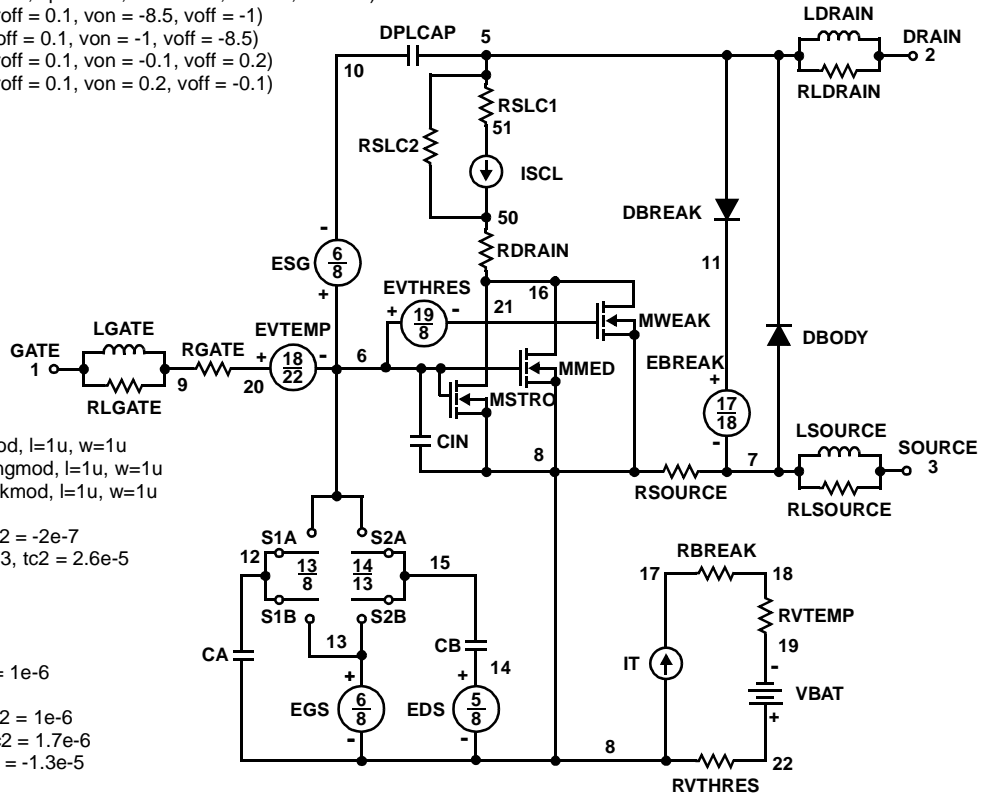 voff = 0.1, von = -8.5, voff = -1)
off = 0.1, von = -1, voff = -8.5)
voff = 0.1, von = -0.1, voff = 0.2)
voff = 0.1, von = 0.2, voff = -0.1)
LDRAIN
DPLCAP
5
DRAIN
2
10
RLDRAIN
RSLC1
51
RSLC2
ISCL
DBREAK
50
RDRAIN
ESG
6
8
-
+
11
EVTHRES
16
21
+
19
8
-
MWEAK
LGATE
EVTEMP
DBODY
GATE
1
RGATE
+
18
22
-
6
MMED
EBREAK
9
20
+
RLGATE
MSTRO
17
18
-
LSOURCE
CIN
8
7
SOURCE
3
RSOURCE
RLSOURCE
od, l=1u, w=1u
ngmod, l=1u, w=1u
kmod, l=1u, w=1u
2 = -2e-7
3, tc2 = 2.6e-5
S1A
S2A
12
13
8
14
13
15
S1B
S2B
13
CA
CB
14
+
+
EGS
6
8
EDS
5
8
-
-
RBREAK
17
18
RVTEMP
19
IT
-
VBAT
+
8
22
RVTHRES
= 1e-6
2 = 1e-6
c2 = 1.7e-6
= -1.3e-5